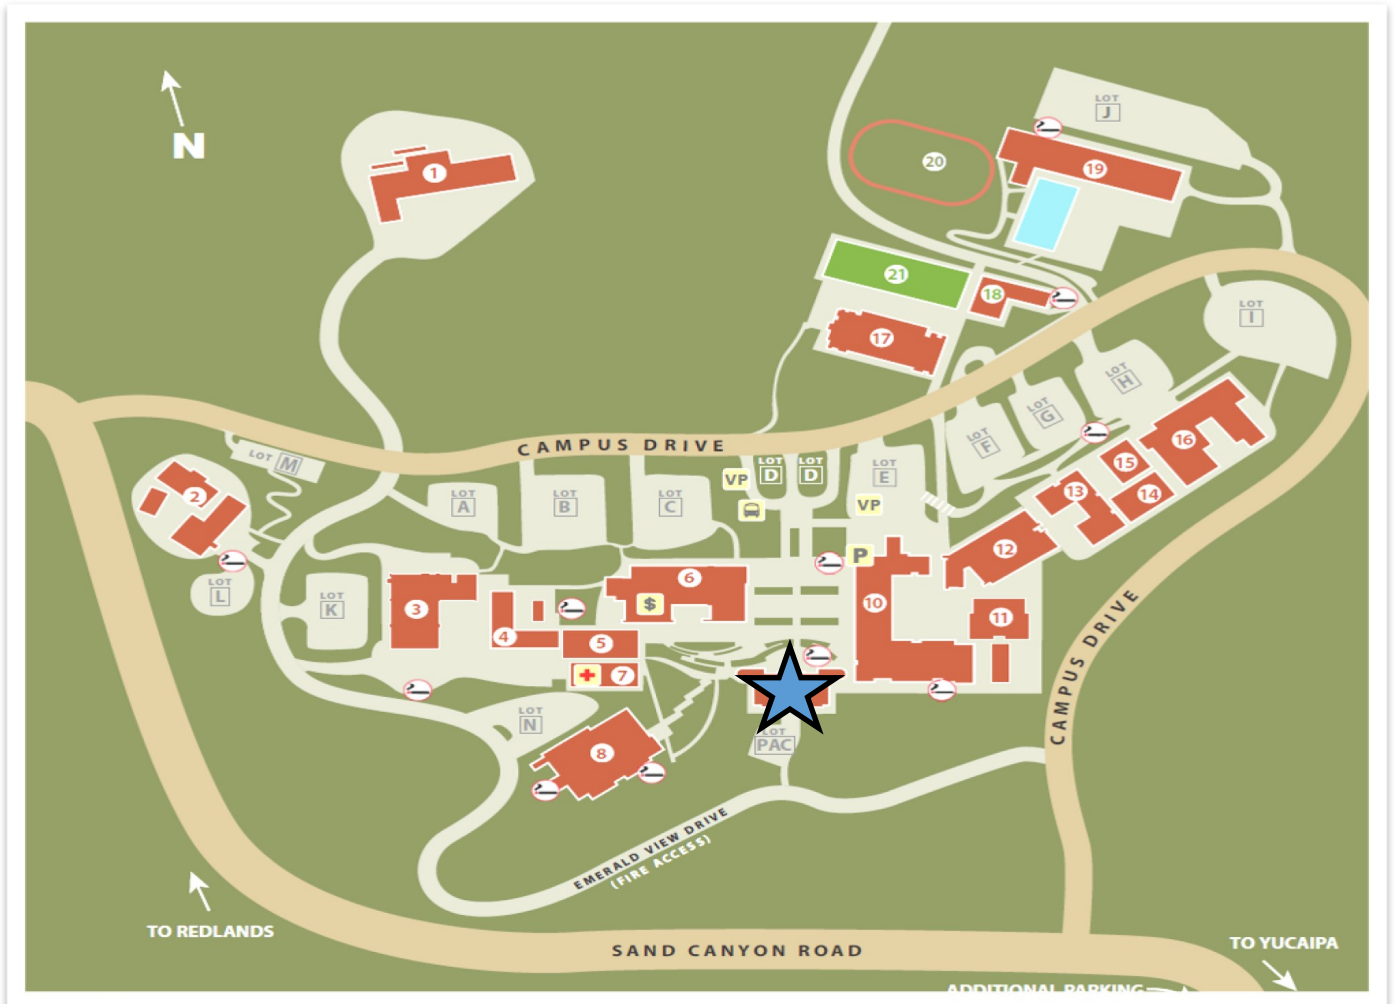 N
1
LOT
J
20
19
21
18
17
LOT
I
LOT
H
LOT
G
LOT
F
CAMPUS DRIVE
LOT
M
2
LOT
A
LOT
B
LOT
C
VP
LOT
D
LOT
D
LOT
E
VP
16
15
14
13
12
P
LOT
L
LOT
K
3
4
5
6
$
7
10
11
CAMPUS DRIVE
LOT
N
8
LOT
PAC
EMERALD VIEW DRIVE
(FIRE ACCESS)
TO REDLANDS
SAND CANYON ROAD
TO YUCAIPA
ADDITIONAL PARKING